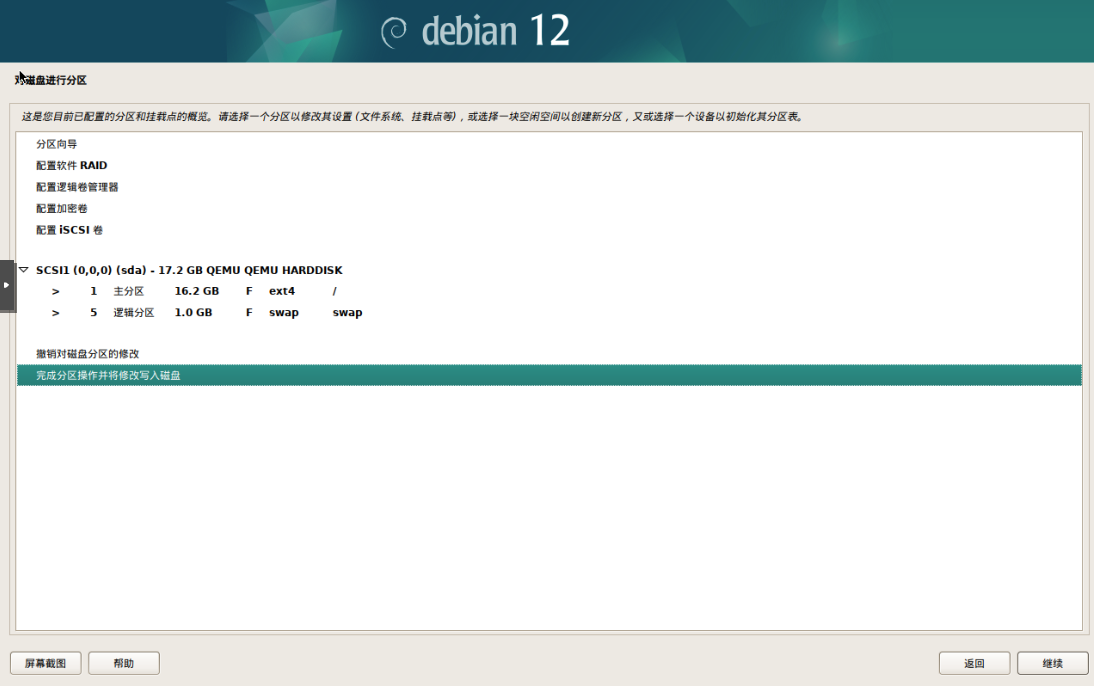 debian 12
对磁盘进行分区
这是您目前已配置的分区和挂载点的概览。请选择一个分区以修改其设置 (文件系统、挂载点等) , 或选择一块空闲空间以创建新分区 , 又或选择一个设备以初始化其分区表。
分区向导
配置软件 RAID
配置逻辑卷管理器
配置加密卷
配置 iSCSI 卷
SCSI1 (0,0,0) (sda) - 17.2 GB QEMU QEMU HARDDISK
> 1 主分区 16.2 GB F ext4 /
> 5 逻辑分区 1.0 GB F swap swap
撤销对磁盘分区的修改
完成分区操作并将修改写入磁盘
屏幕截图 帮助 返回 继续